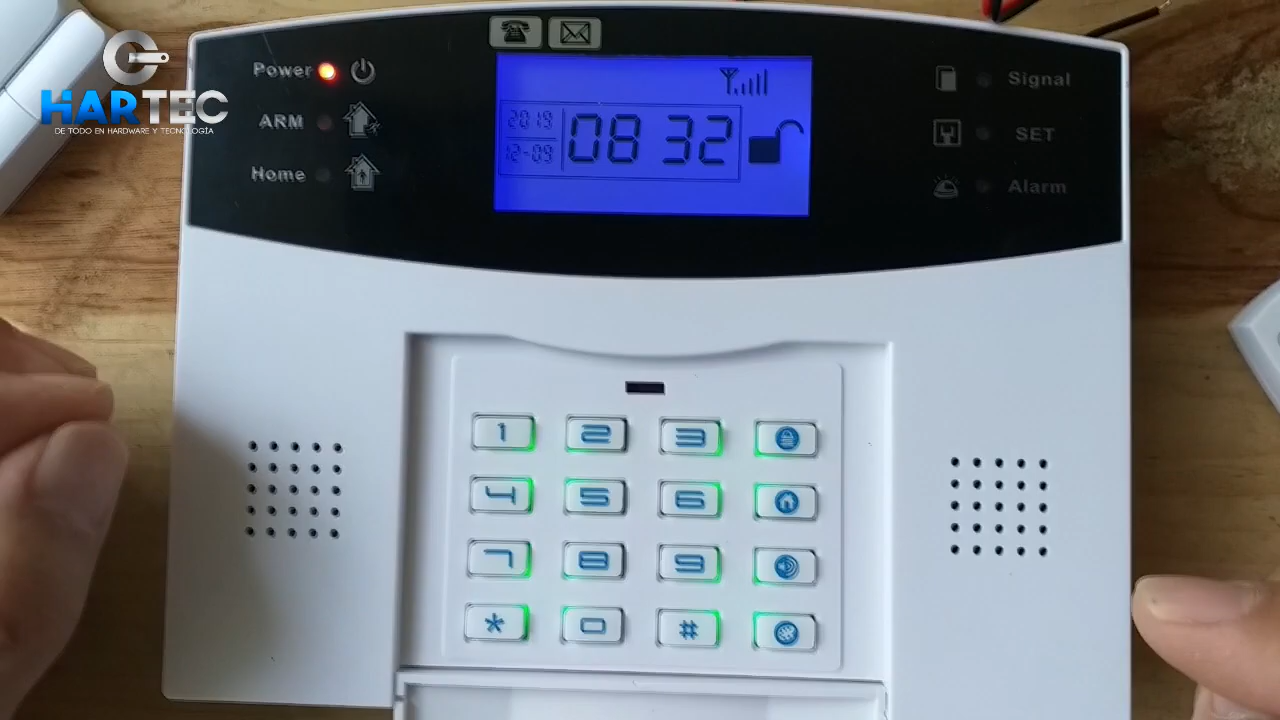 HARTEC
DE TODO EN HARDWARE Y TECNOLOGÍA
Power
ARM
Home
2019
12-09
08 32
Signal
SET
Alarm
1 2 3
4 5 6
7 8 9
* 0 #